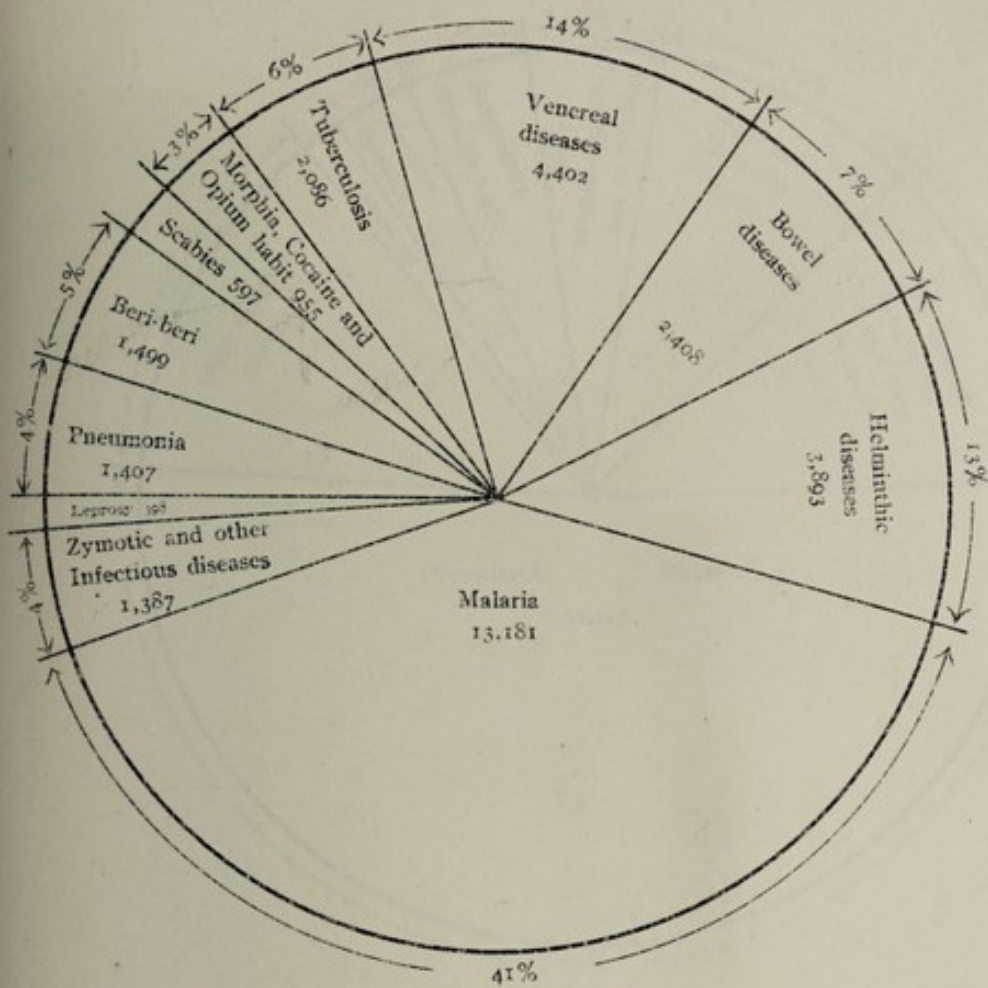 14%
Venereal
diseases
4,402
7%
Bowel
diseases
2,408
13%
Helminthic
diseases
3,893
41%
Malaria
13.181
4%
Zymotic and other
Infectious diseases
1,387
Leprosy 398
4%
Pneumonia
1,407
5%
Beri-beri
1,499
Scabies 597
3%
Morphia, Cocaine and
Opium habit 955
6%
Tuberculosis
2,086